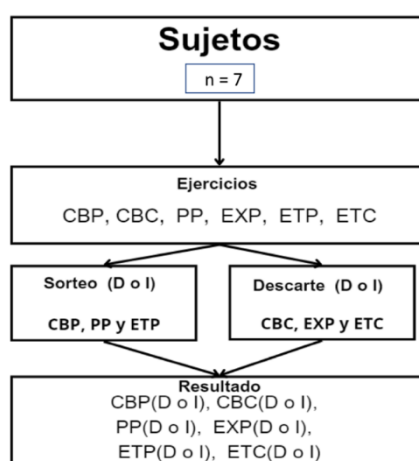 Sujetos
n = 7
Ejercicios
CBP, CBC, PP, EXP, ETP, ETC
Sorteo (D o I)
CBP, PP y ETP
Descarte (D o I)
CBC, EXP y ETC
Resultado
CBP(D o I), CBC(D o I),
PP(D o I), EXP(D o I),
ETP(D o I), ETC(D o I)